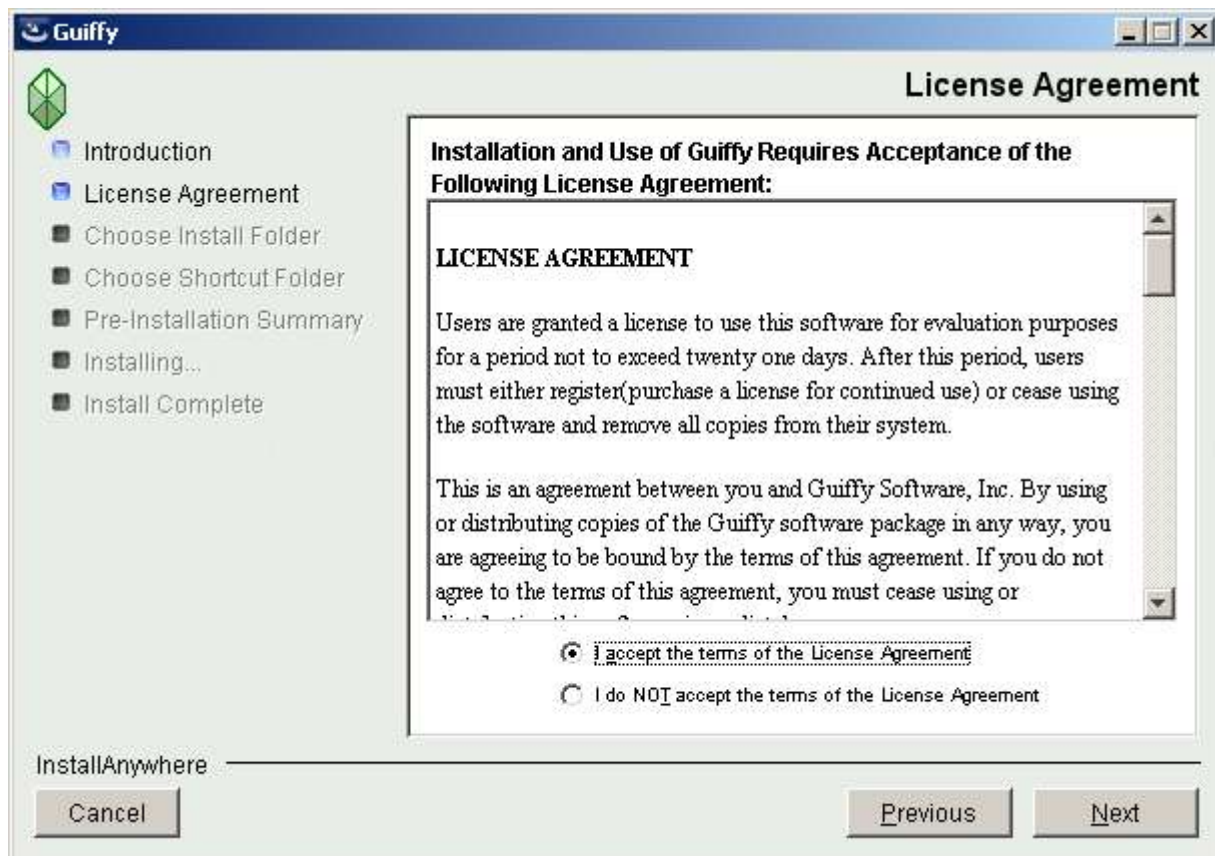 Guiffy
License Agreement
Introduction
License Agreement
Choose Install Folder
Choose Shortcut Folder
Pre-Installation Summary
Installing...
Install Complete
Installation and Use of Guiffy Requires Acceptance of the
Following License Agreement:
LICENSE AGREEMENT
Users are granted a license to use this software for evaluation purposes
for a period not to exceed twenty one days. After this period, users
must either register(purchase a license for continued use) or cease using
the software and remove all copies from their system.
This is an agreement between you and Guiffy Software, Inc. By using
or distributing copies of the Guiffy software package in any way, you
are agreeing to be bound by the terms of this agreement. If you do not
agree to the terms of this agreement, you must cease using or
I accept the terms of the License Agreement
I do NOT accept the terms of the License Agreement
InstallAnywhere
Cancel
Previous
Next